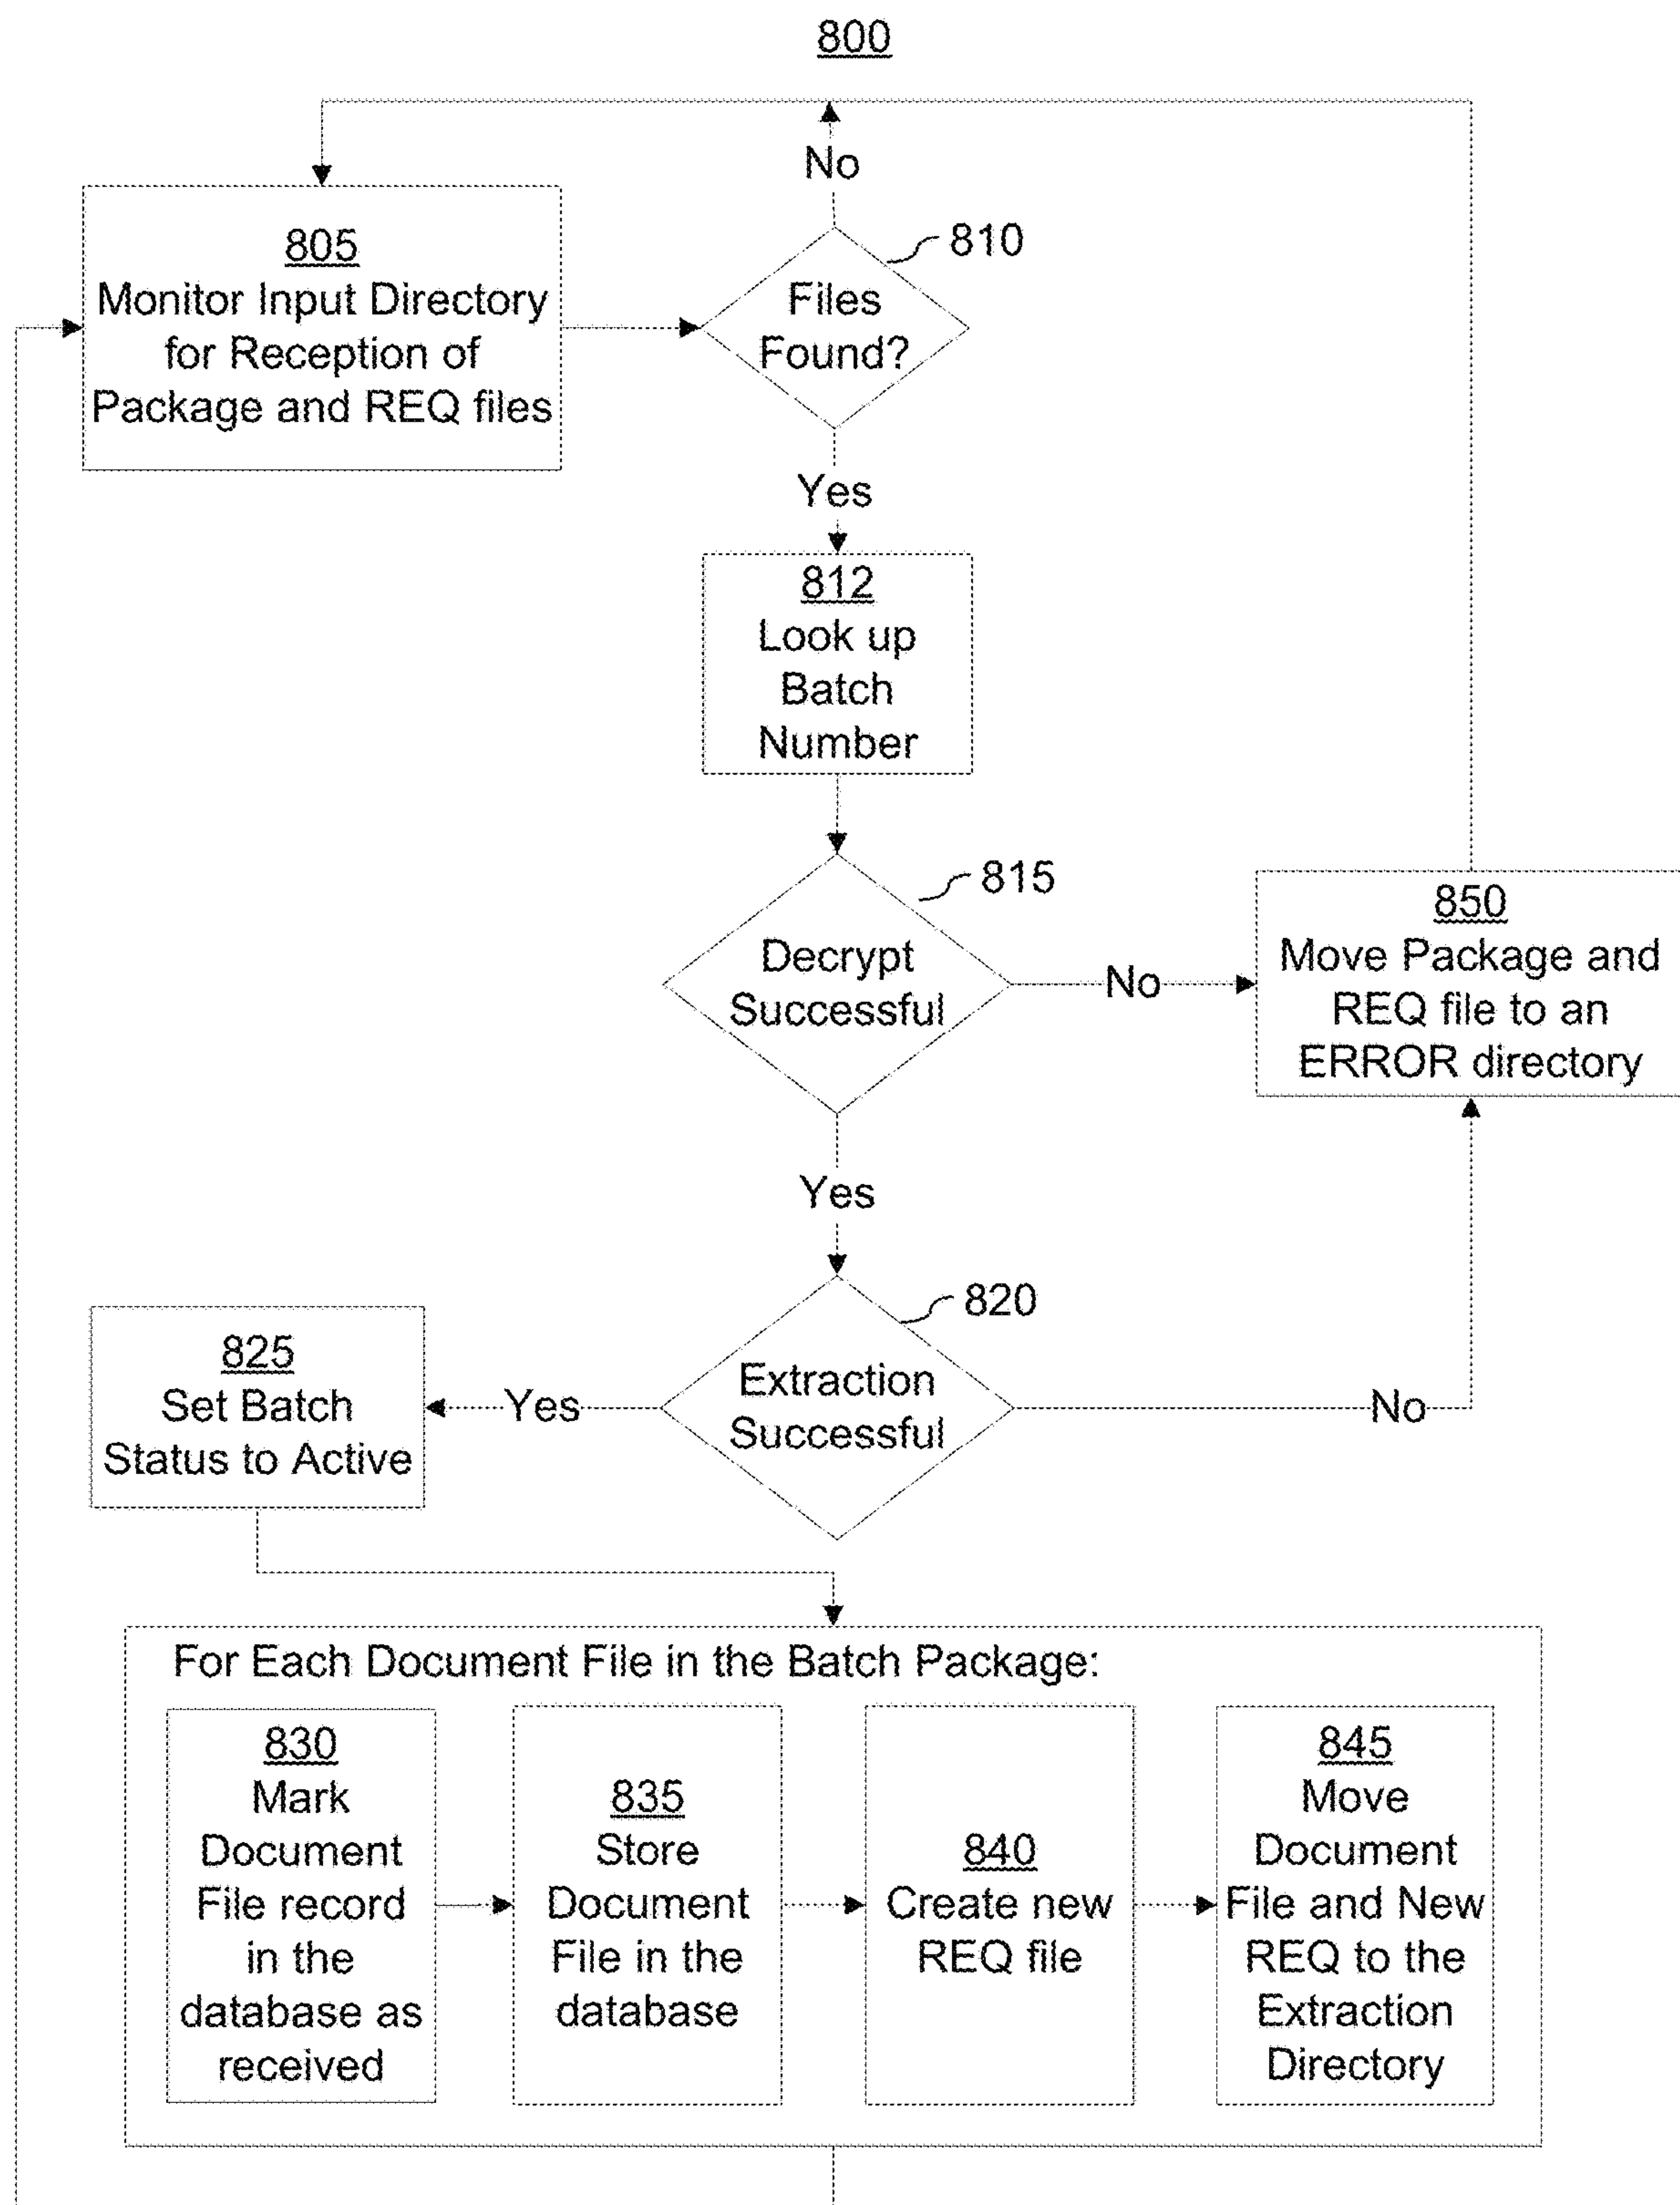 800
No
805
Monitor Input Directory
for Reception of
Package and REQ files
810
Files
Found?
Yes
812
Look up
Batch
Number
815
Decrypt
Successful
No
850
Move Package and
REQ file to an
ERROR directory
Yes
820
Extraction
Successful
Yes
No
825
Set Batch
Status to Active
For Each Document File in the Batch Package:
830
Mark
Document
File record
in the
database as
received
835
Store
Document
File in the
database
840
Create new
REQ file
845
Move
Document
File and New
REQ to the
Extraction
Directory